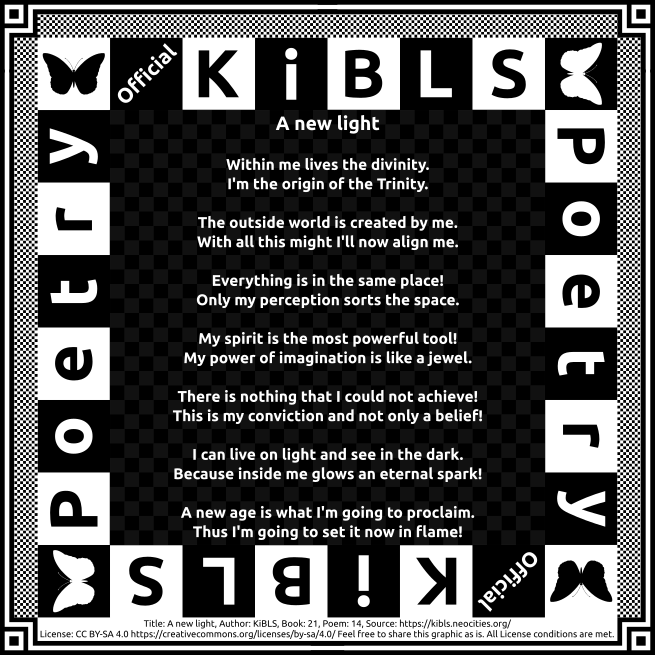 Official KiBLS
A new light
Within me lives the divinity.
I'm the origin of the Trinity.
The outside world is created by me.
With all this might I'll now align me.
Everything is in the same place!
Only my perception sorts the space.
My spirit is the most powerful tool!
My power of imagination is like a jewel.
There is nothing that I could not achieve!
This is my conviction and not only a belief!
I can live on light and see in the dark.
Because inside me glows an eternal spark!
A new age is what I'm going to proclaim.
Thus I'm going to set it now in flame!
Poetry
Poetry
Official KiBLS
Title: A new light, Author: KiBLS, Book: 21, Poem: 14, Source: https://kibls.neocities.org/
License: CC BY-SA 4.0 https://creativecommons.org/licenses/by-sa/4.0/ Feel free to share this graphic as is. All License conditions are met.